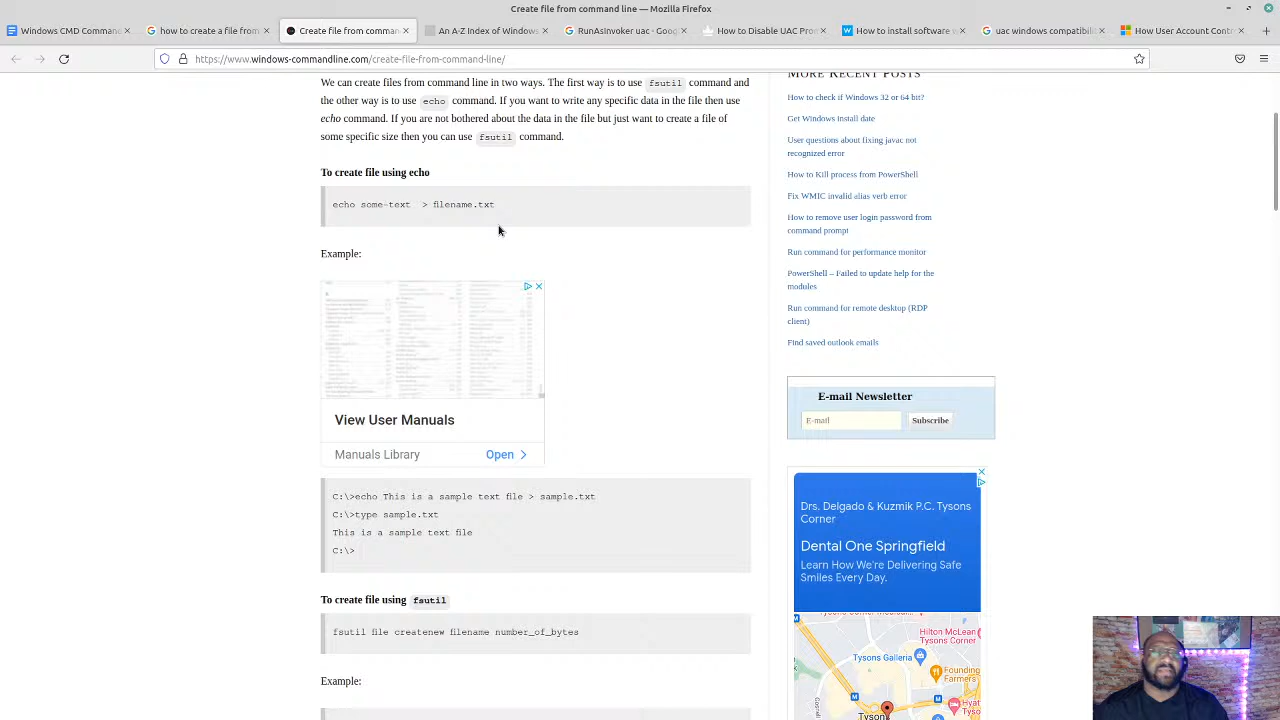 Create file from command line — Mozilla Firefox
Windows CMD Comman
how to create a file from
Create file from comman
An A-Z Index of Windows
RunAsInvoker uac - Goog
How to Disable UAC Pro
How to install software
uac windows compatibili
How User Account Cont
https://www.windows-commandline.com/create-file-from-command-line/
We can create files from command line in two ways. The first way is to use fsutil command and
the other way is to use echo command. If you want to write any specific data in the file then use
echo command. If you are not bothered about the data in the file but just want to create a file of
some specific size then you can use fsutil command.
To create file using echo
echo some-text > filename.txt
Example:
View User Manuals
Manuals Library
Open
C:\>echo This is a sample text file > sample.txt
C:\>type sample.txt
This is a sample text file
C:\>
To create file using fsutil
fsutil file createnew filename number_of_bytes
Example:
MORE RECENT POSTS
How to check if Windows 32 or 64 bit?
Get Windows install date
User questions about fixing javac not
recognized error
How to Kill process from PowerShell
Fix WMIC invalid alias verb error
How to remove user login password from
command prompt
Run command for performance monitor
PowerShell – Failed to update help for the
modules
Run command for remote desktop (RDP
client)
Find saved outlook emails
E-mail Newsletter
E-mail
Subscribe
Drs. Delgado & Kuzmik P.C. Tysons
Corner
Dental One Springfield
Learn How We're Delivering Safe
Smiles Every Day.
Tysons Galleria
Hilton McLean
Tysons Corner
Founding
Farmers
Tyson